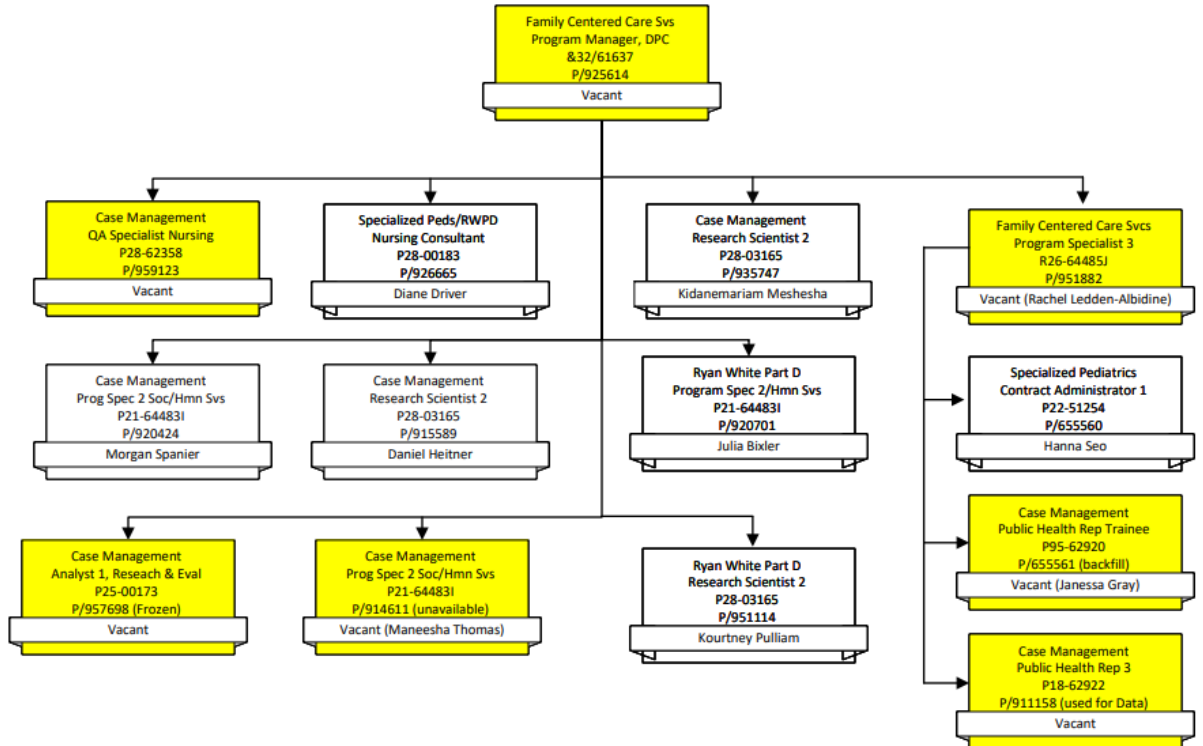 Family Centered Care Svs
Program Manager, DPC
&32/61637
P/925614
Vacant
Case Management
QA Specialist Nursing
P28-62358
P/959123
Vacant
Specialized Peds/RWPD
Nursing Consultant
P28-00183
P/926665
Diane Driver
Case Management
Research Scientist 2
P28-03165
P/935747
Kidanemariam Meshesha
Family Centered Care Svcs
Program Specialist 3
R26-64485J
P/951882
Vacant (Rachel Ledden-Albidine)
Case Management
Prog Spec 2 Soc/Hmn Svs
P21-64483I
P/920424
Morgan Spanier
Case Management
Research Scientist 2
P28-03165
P/915589
Daniel Heitner
Ryan White Part D
Program Spec 2/Hmn Svs
P21-64483I
P/920701
Julia Bixler
Specialized Pediatrics
Contract Administrator 1
P22-51254
P/655560
Hanna Seo
Case Management
Analyst 1, Reseach & Eval
P25-00173
P/957698 (Frozen)
Vacant
Case Management
Prog Spec 2 Soc/Hmn Svs
P21-64483I
P/914611 (unavailable)
Vacant (Maneesha Thomas)
Ryan White Part D
Research Scientist 2
P28-03165
P/951114
Kourtney Pulliam
Case Management
Public Health Rep Trainee
P95-62920
P/655561 (backfill)
Vacant (Janessa Gray)
Case Management
Public Health Rep 3
P18-62922
P/911158 (used for Data)
Vacant